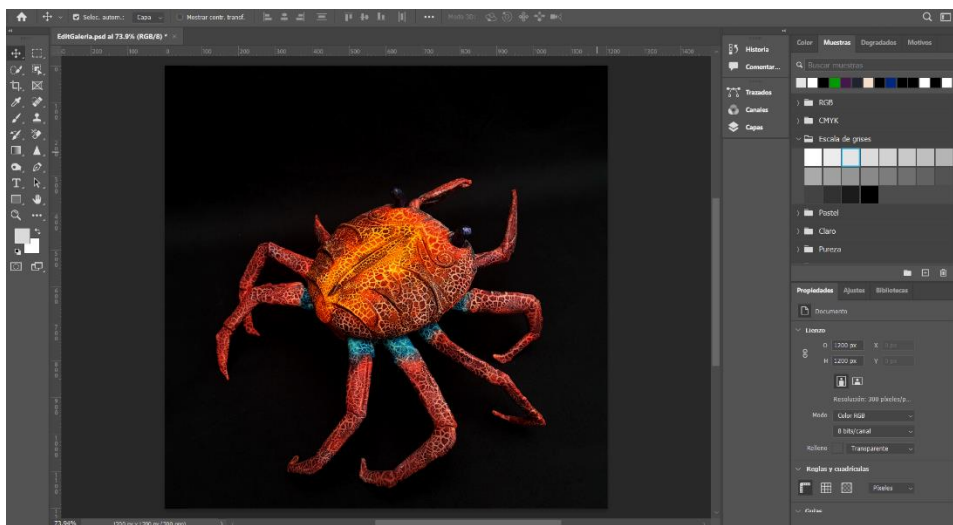 Selec. autom.: Capa Mostrar contr. transf. Modo 3D:
EditGaleria.psd al 73.9% (RGB/8) * ×
Historia
Comentar...
Trazados
Canales
Capas
Color Muestras Degradados Motivos
Buscar muestras
RGB
CMYK
Escala de grises
Pastel
Claro
Pureza
Propiedades Ajustes Bibliotecas
Documento
Lienzo
1200 px X
H 1200 px Y
Resolución: 300 píxeles/p...
Modo Color RGB
8 bits/canal
Relleno Transparente
Reglas y cuadrículas
Píxeles
Guías
73.94%